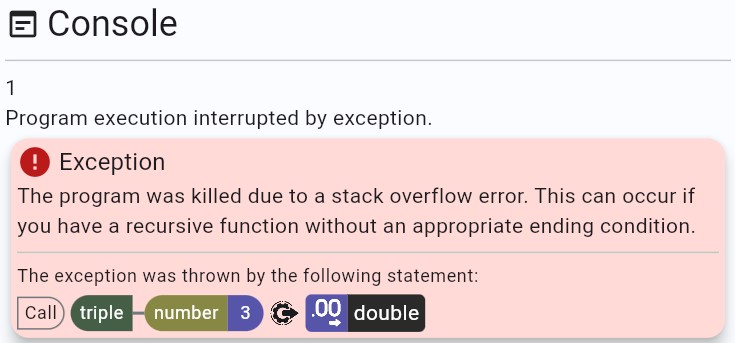 Console
1
Program execution interrupted by exception.
Exception
The program was killed due to a stack overflow error. This can occur if
you have a recursive function without an appropriate ending condition.
The exception was thrown by the following statement:
Call triple number 3 .00 double